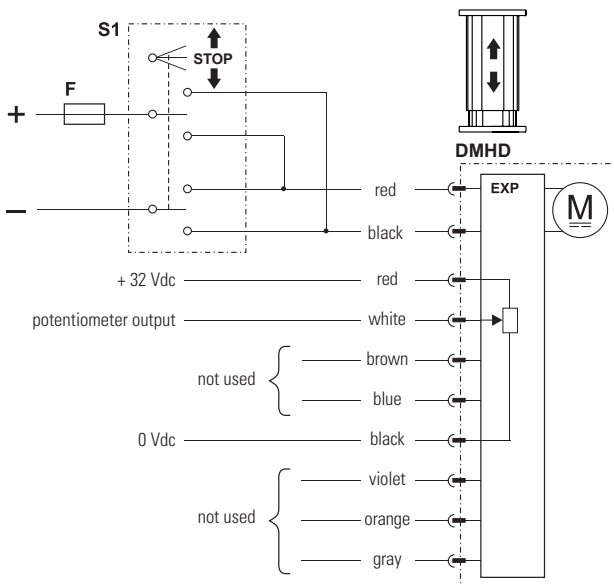 S1
STOP
F
+
–
DMHD
EXP
M
red
black
+ 32 Vdc red
potentiometer output white
brown
not used
blue
0 Vdc black
violet
not used orange
gray